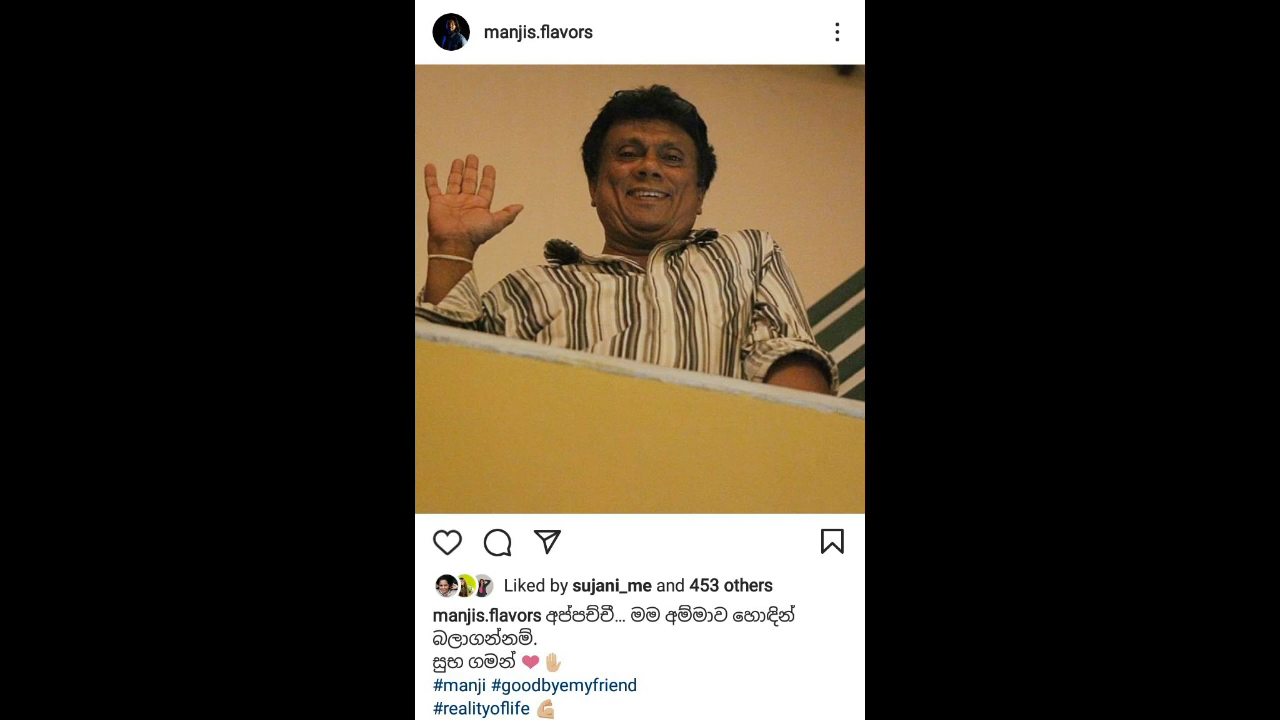 manjis.flavors
Liked by sujani_me and 453 others
manjis.flavors අප්පච්චී... මම අම්මාව හොඳින්
බලාගන්නම්.
සුභ ගමන් ❤️✋🏼
#manji #goodbyemyfriend
#realityoflife 💪🏼